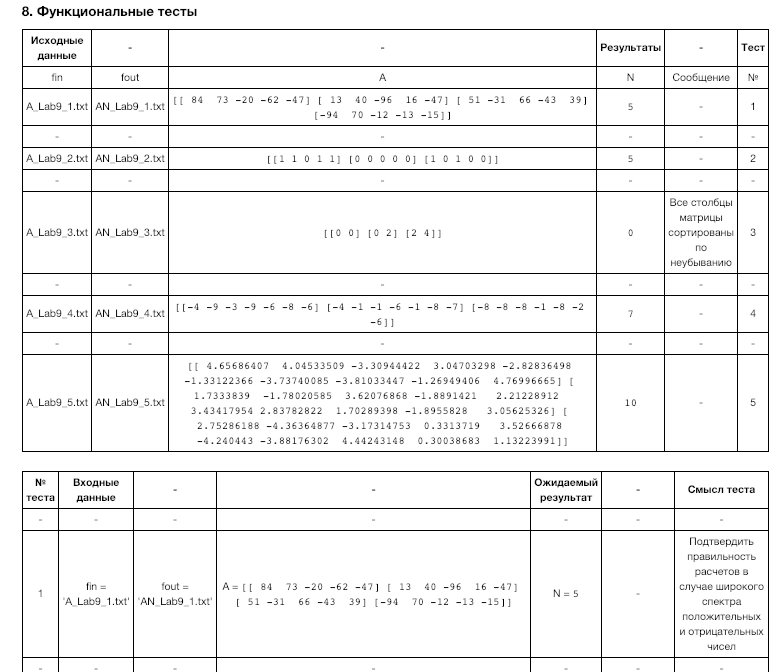 8. Функциональные тесты
Исходные данные - - Результаты - Тест
fin fout A N Сообщение №
A_Lab9_1.txt AN_Lab9_1.txt [[ 84 73 -20 -62 -47] [ 13 40 -96 16 -47] [ 51 -31 66 -43 39] [-94 70 -12 -13 -15]] 5 - 1
- - - - - -
A_Lab9_2.txt AN_Lab9_2.txt [[1 1 0 1 1] [0 0 0 0 0] [1 0 1 0 0]] 5 - 2
- - - - - -
A_Lab9_3.txt AN_Lab9_3.txt [[0 0] [0 2] [2 4]] 0 Все столбцы матрицы сортированы по неубыванию 3
- - - - - -
A_Lab9_4.txt AN_Lab9_4.txt [[-4 -9 -3 -9 -6 -8 -6] [-4 -1 -1 -6 -1 -8 -7] [-8 -8 -8 -1 -8 -2 -6]] 7 - 4
- - - - - -
A_Lab9_5.txt AN_Lab9_5.txt [[ 4.65686407 4.04533509 -3.30944422 3.04703298 -2.82836498 -1.33122366 -3.73740085 -3.81033447 -1.26949406 4.76996665] [ 1.7333839 -1.78020585 3.62076868 -1.8891421 2.21228912 3.43417954 2.83782822 1.70289398 -1.8955828 3.05625326] [ 2.75286188 -4.36364877 -3.17314753 0.3313719 3.52666878 -4.240443 -3.88176302 4.44243148 0.30038683 1.13223991]] 10 - 5
№ теста Входные данные - - Ожидаемый результат - Смысл теста
- - - - - - -
1 fin = 'A_Lab9_1.txt' fout = 'AN_Lab9_1.txt' A = [[ 84 73 -20 -62 -47] [ 13 40 -96 16 -47] [ 51 -31 66 -43 39] [-94 70 -12 -13 -15]] N = 5 - Подтвердить правильность расчетов в случае широкого спектра положительных и отрицательных чисел
- - - - - - -